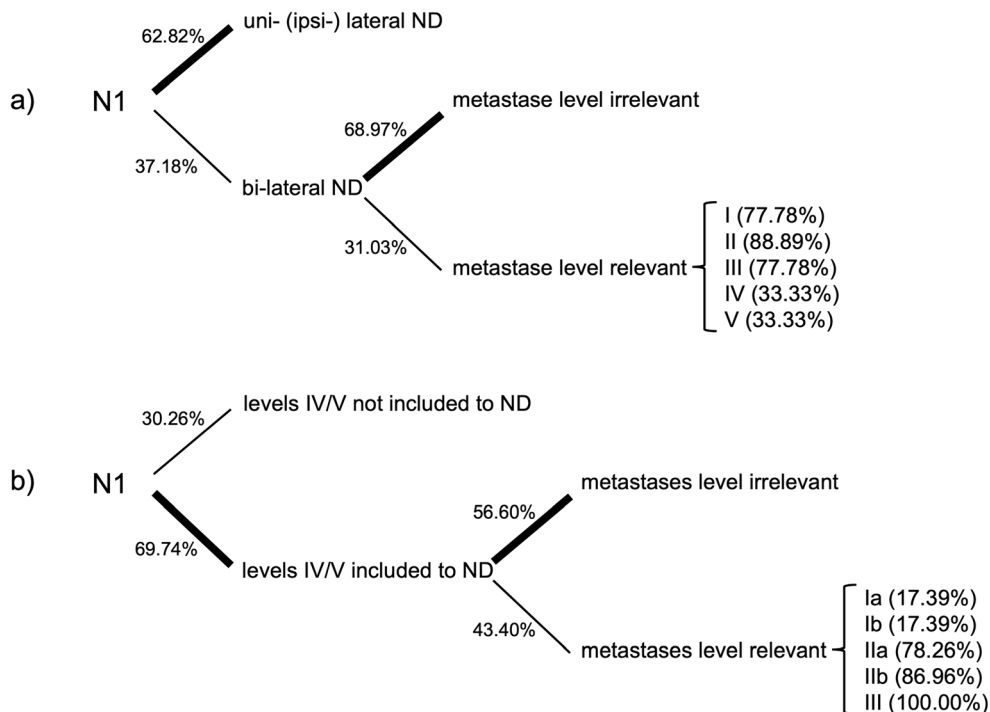 uni- (ipsi-) lateral ND
62.82%
a)
N1
metastase level irrelevant
68.97%
37.18%
bi-lateral ND
31.03%
metastase level relevant
I (77.78%)
II (88.89%)
III (77.78%)
IV (33.33%)
V (33.33%)
levels IV/V not included to ND
30.26%
b)
N1
metastases level irrelevant
56.60%
69.74%
levels IV/V included to ND
43.40%
metastases level relevant
Ia (17.39%)
Ib (17.39%)
IIa (78.26%)
IIb (86.96%)
III (100.00%)